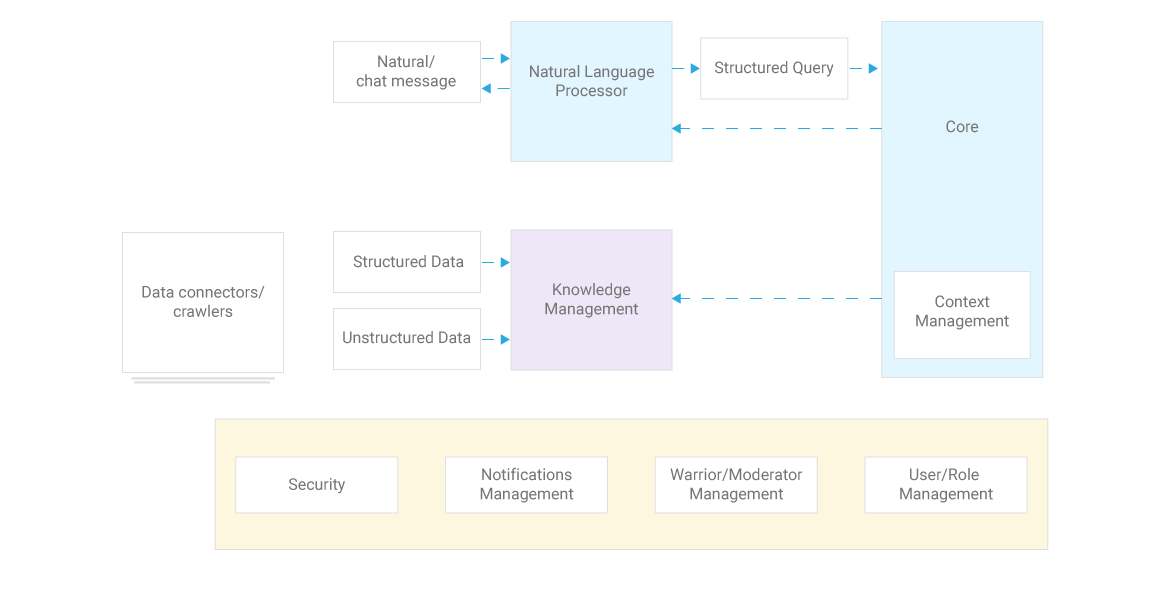 Natural/
chat message
Natural Language
Processor
Structured Query
Core
Data connectors/
crawlers
Structured Data
Unstructured Data
Knowledge
Management
Context
Management
Security
Notifications
Management
Warrior/Moderator
Management
User/Role
Management